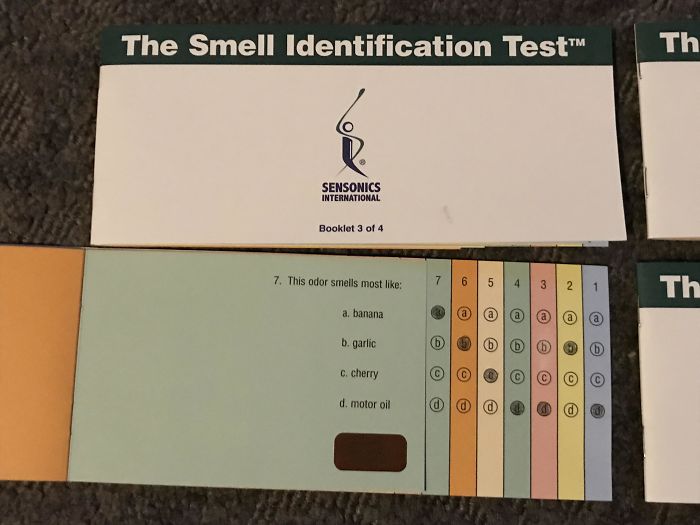 The Smell Identification Test™
Th
®
SENSONICS
INTERNATIONAL
Booklet 3 of 4
7. This odor smells most like:
7 6 5 4 3 2 1
a. banana
a a a a a a a
b. garlic
b b b b b b b
c. cherry
c c c c c c c
d. motor oil
d d d d d d d
Th